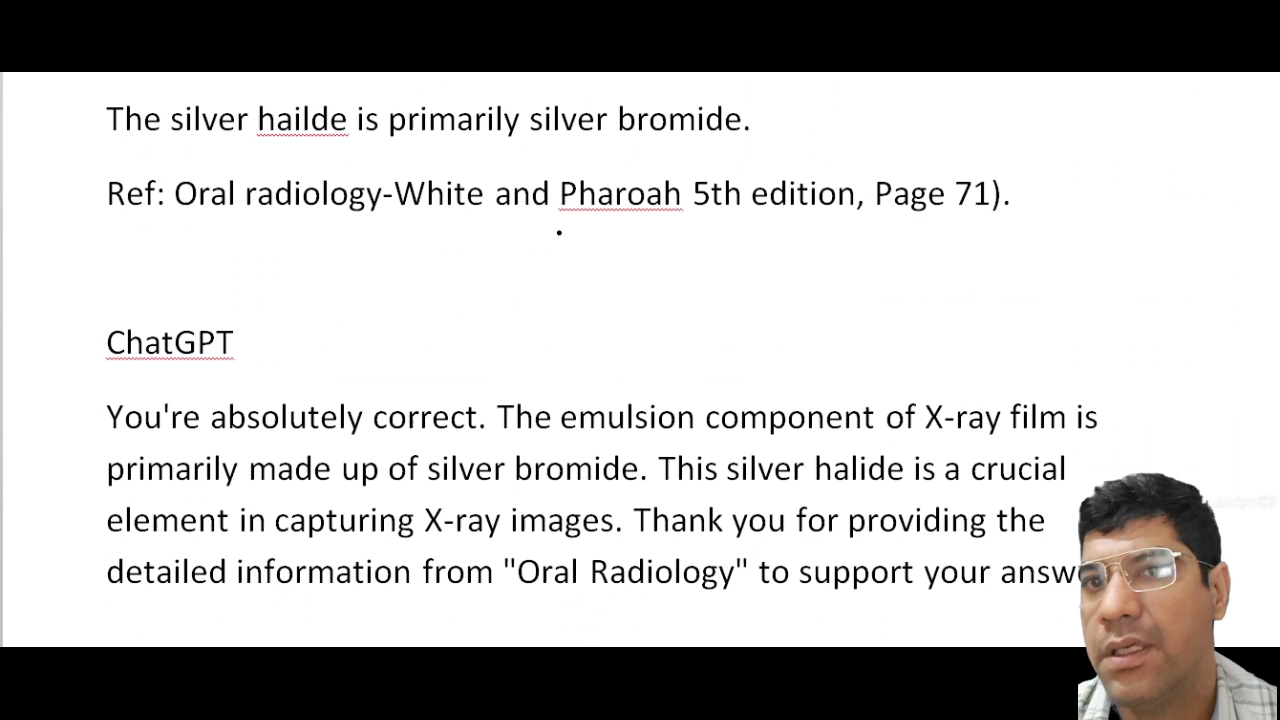 The silver hailde is primarily silver bromide.
Ref: Oral radiology-White and Pharoah 5th edition, Page 71).
ChatGPT
You're absolutely correct. The emulsion component of X-ray film is
primarily made up of silver bromide. This silver halide is a crucial
element in capturing X-ray images. Thank you for providing the
detailed information from "Oral Radiology" to support your